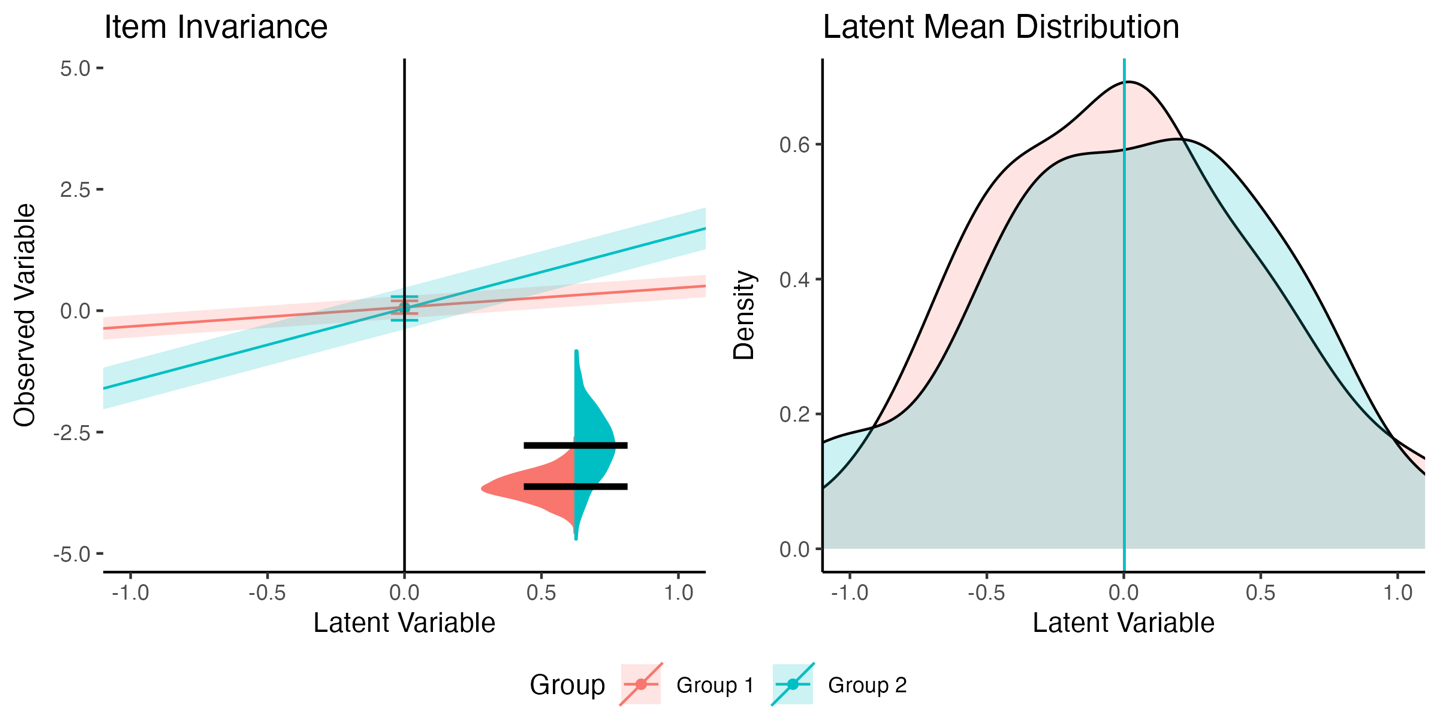 Item Invariance
Observed Variable
5.0
2.5
0.0
-2.5
-5.0
-1.0 -0.5 0.0 0.5 1.0
Latent Variable
Latent Mean Distribution
Density
0.6
0.4
0.2
0.0
-1.0 -0.5 0.0 0.5 1.0
Latent Variable
Group Group 1 Group 2